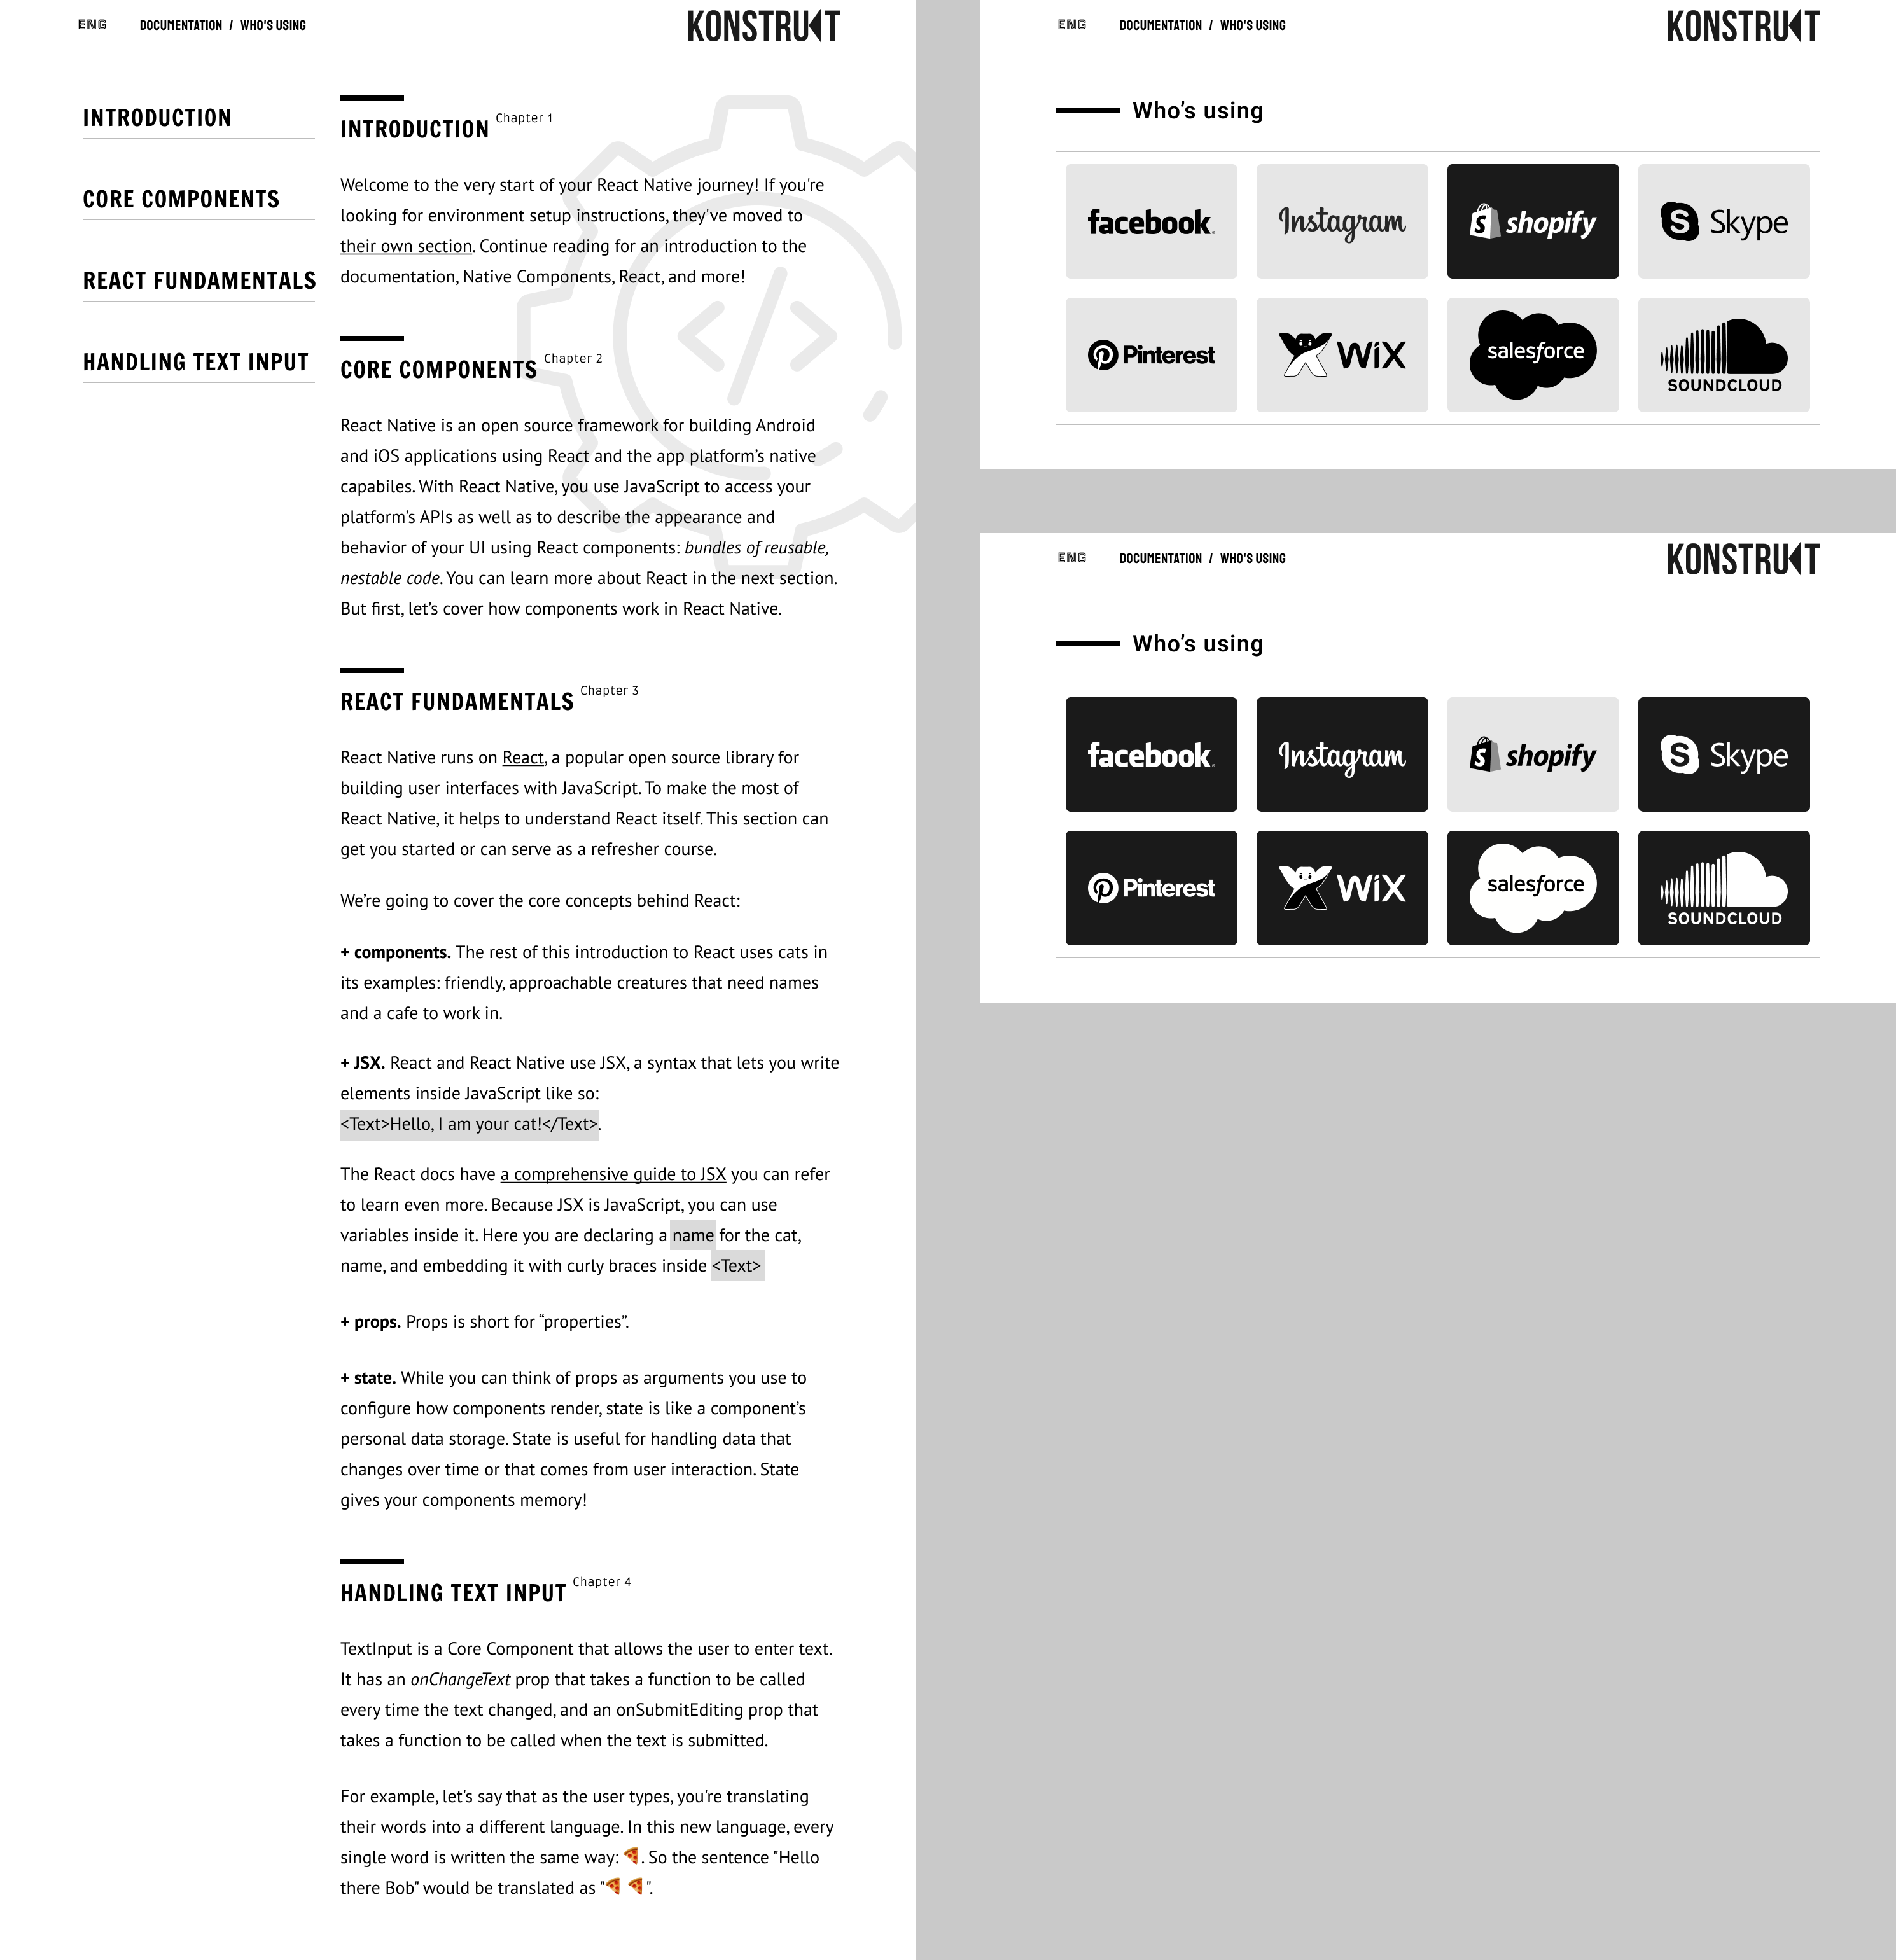 ENG DOCUMENTATION / WHO'S USING KONSTRUKT
INTRODUCTION
CORE COMPONENTS
REACT FUNDAMENTALS
HANDLING TEXT INPUT
INTRODUCTION Chapter 1
Welcome to the very start of your React Native journey! If you're
looking for environment setup instructions, they've moved to
their own section. Continue reading for an introduction to the
documentation, Native Components, React, and more!
CORE COMPONENTS Chapter 2
React Native is an open source framework for building Android
and iOS applications using React and the app platform’s native
capabiles. With React Native, you use JavaScript to access your
platform’s APIs as well as to describe the appearance and
behavior of your UI using React components: bundles of reusable,
nestable code. You can learn more about React in the next section.
But first, let’s cover how components work in React Native.
REACT FUNDAMENTALS Chapter 3
React Native runs on React, a popular open source library for
building user interfaces with JavaScript. To make the most of
React Native, it helps to understand React itself. This section can
get you started or can serve as a refresher course.
We’re going to cover the core concepts behind React:
+ components. The rest of this introduction to React uses cats in
its examples: friendly, approachable creatures that need names
and a cafe to work in.
+ JSX. React and React Native use JSX, a syntax that lets you write
elements inside JavaScript like so:
<Text>Hello, I am your cat!</Text>.
The React docs have a comprehensive guide to JSX you can refer
to learn even more. Because JSX is JavaScript, you can use
variables inside it. Here you are declaring a name for the cat,
name, and embedding it with curly braces inside <Text>
+ props. Props is short for “properties”.
+ state. While you can think of props as arguments you use to
configure how components render, state is like a component’s
personal data storage. State is useful for handling data that
changes over time or that comes from user interaction. State
gives your components memory!
HANDLING TEXT INPUT Chapter 4
TextInput is a Core Component that allows the user to enter text.
It has an onChangeText prop that takes a function to be called
every time the text changed, and an onSubmitEditing prop that
takes a function to be called when the text is submitted.
For example, let's say that as the user types, you're translating
their words into a different language. In this new language, every
single word is written the same way: 🍕. So the sentence "Hello
there Bob" would be translated as "🍕 🍕".
ENG DOCUMENTATION / WHO'S USING KONSTRUKT
Who’s using
facebook. Instagram shopify Skype
Pinterest WiX salesforce SOUNDCLOUD
ENG DOCUMENTATION / WHO'S USING KONSTRUKT
Who’s using
facebook. Instagram shopify Skype
Pinterest WiX salesforce SOUNDCLOUD